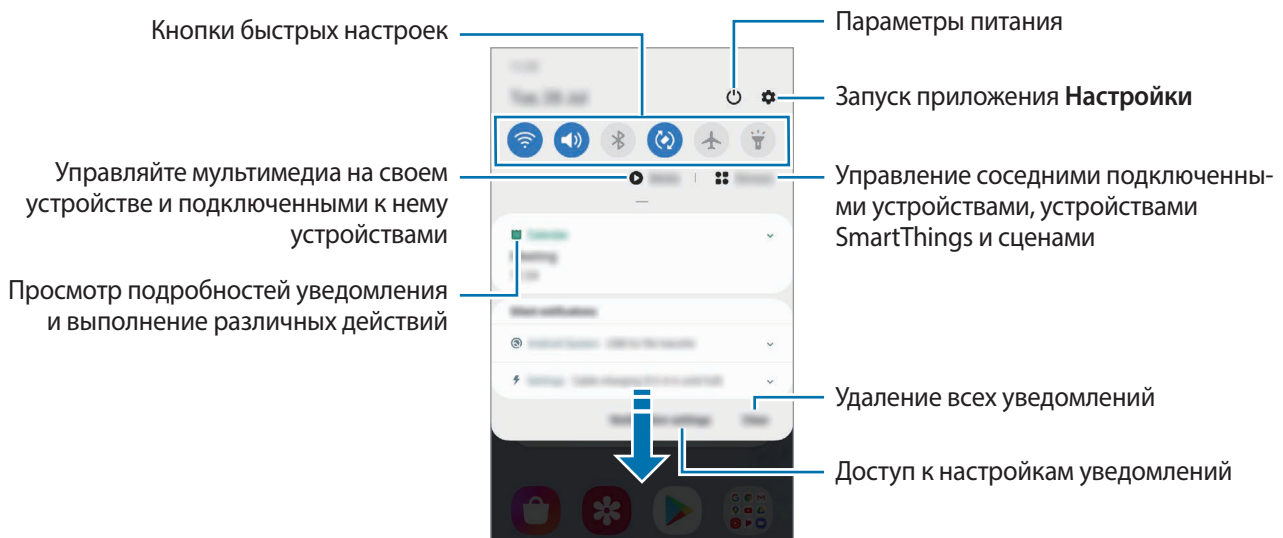 Кнопки быстрых настроек
Параметры питания
Запуск приложения Настройки
Управляйте мультимедиа на своем
устройстве и подключенными к нему
устройствами
Управление соседними подключенны-
ми устройствами, устройствами
SmartThings и сценами
Просмотр подробностей уведомления
и выполнение различных действий
Удаление всех уведомлений
Доступ к настройкам уведомлений